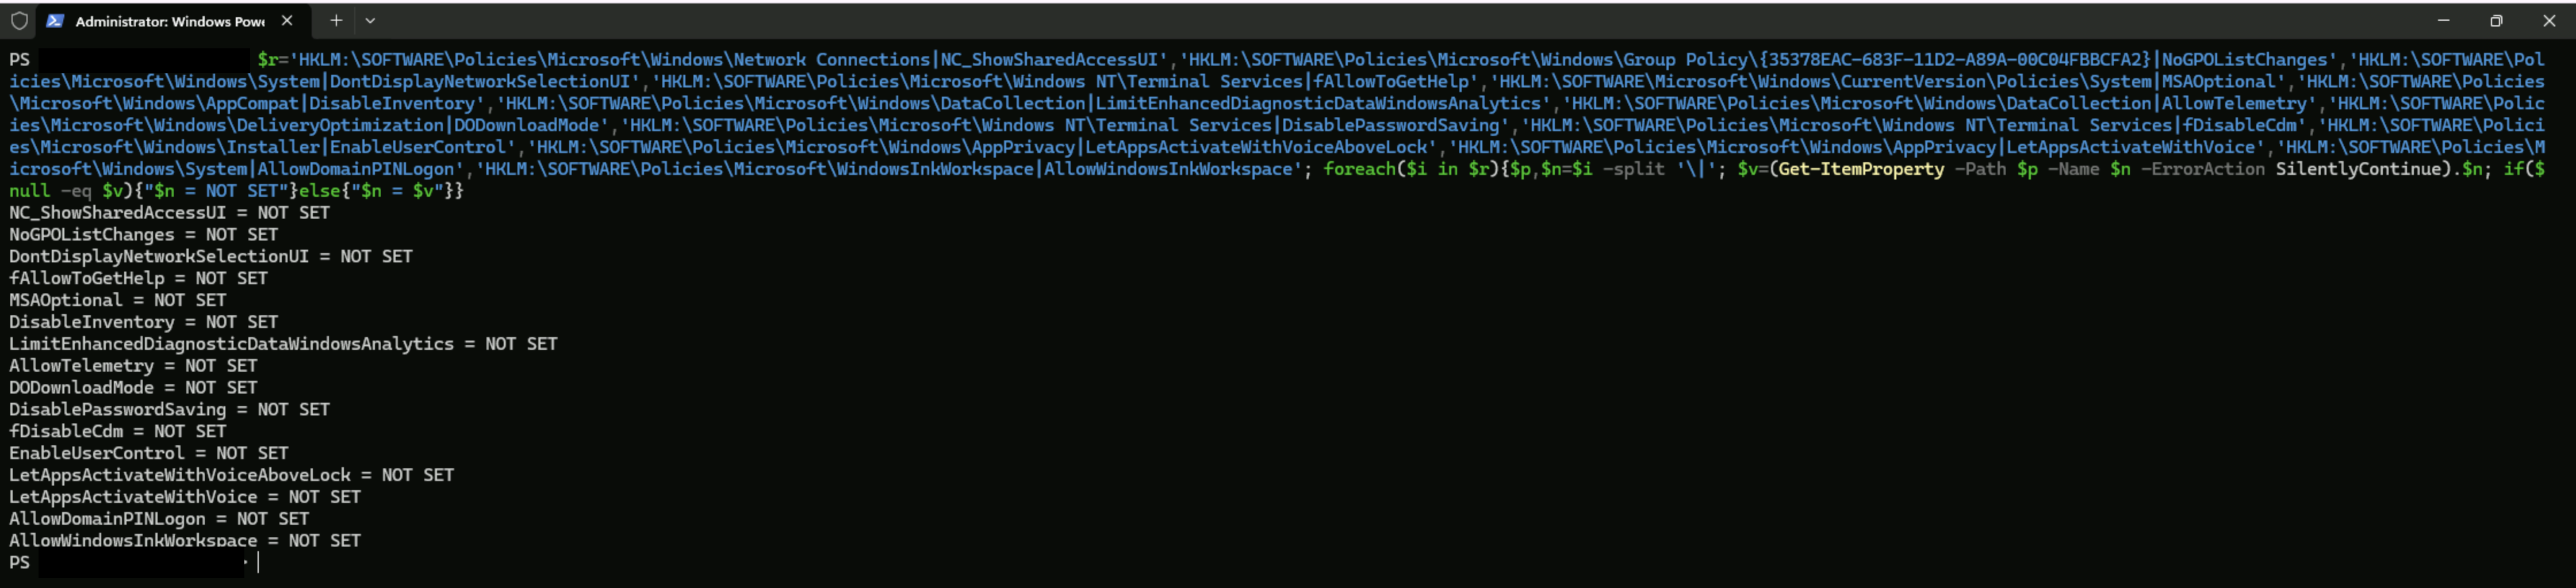 Administrator: Windows Powe
PS $r='HKLM:\SOFTWARE\Policies\Microsoft\Windows\Network Connections|NC_ShowSharedAccessUI','HKLM:\SOFTWARE\Policies\Microsoft\Windows\Group Policy\{35378EAC-683F-11D2-A89A-00C04FBBCFA2}|NoGPOListChanges','HKLM:\SOFTWARE\Pol
icies\Microsoft\Windows\System|DontDisplayNetworkSelectionUI','HKLM:\SOFTWARE\Policies\Microsoft\Windows NT\Terminal Services|fAllowToGetHelp','HKLM:\SOFTWARE\Microsoft\Windows\CurrentVersion\Policies\System|MSAOptional','HKLM:\SOFTWARE\Policies
\Microsoft\Windows\AppCompat|DisableInventory','HKLM:\SOFTWARE\Policies\Microsoft\Windows\DataCollection|LimitEnhancedDiagnosticDataWindowsAnalytics','HKLM:\SOFTWARE\Policies\Microsoft\Windows\DataCollection|AllowTelemetry','HKLM:\SOFTWARE\Polic
ies\Microsoft\Windows\DeliveryOptimization|DODownloadMode','HKLM:\SOFTWARE\Policies\Microsoft\Windows NT\Terminal Services|DisablePasswordSaving','HKLM:\SOFTWARE\Policies\Microsoft\Windows NT\Terminal Services|fDisableCdm','HKLM:\SOFTWARE\Polici
es\Microsoft\Windows\Installer|EnableUserControl','HKLM:\SOFTWARE\Policies\Microsoft\Windows\AppPrivacy|LetAppsActivateWithVoiceAboveLock','HKLM:\SOFTWARE\Policies\Microsoft\Windows\AppPrivacy|LetAppsActivateWithVoice','HKLM:\SOFTWARE\Policies\M
icrosoft\Windows\System|AllowDomainPINLogon','HKLM:\SOFTWARE\Policies\Microsoft\WindowsInkWorkspace|AllowWindowsInkWorkspace'; foreach($i in $r){$p,$n=$i -split '\|'; $v=(Get-ItemProperty -Path $p -Name $n -ErrorAction SilentlyContinue).$n; if($
null -eq $v){"$n = NOT SET"}else{"$n = $v"}}
NC_ShowSharedAccessUI = NOT SET
NoGPOListChanges = NOT SET
DontDisplayNetworkSelectionUI = NOT SET
fAllowToGetHelp = NOT SET
MSAOptional = NOT SET
DisableInventory = NOT SET
LimitEnhancedDiagnosticDataWindowsAnalytics = NOT SET
AllowTelemetry = NOT SET
DODownloadMode = NOT SET
DisablePasswordSaving = NOT SET
fDisableCdm = NOT SET
EnableUserControl = NOT SET
LetAppsActivateWithVoiceAboveLock = NOT SET
LetAppsActivateWithVoice = NOT SET
AllowDomainPINLogon = NOT SET
AllowWindowsInkWorkspace = NOT SET
PS